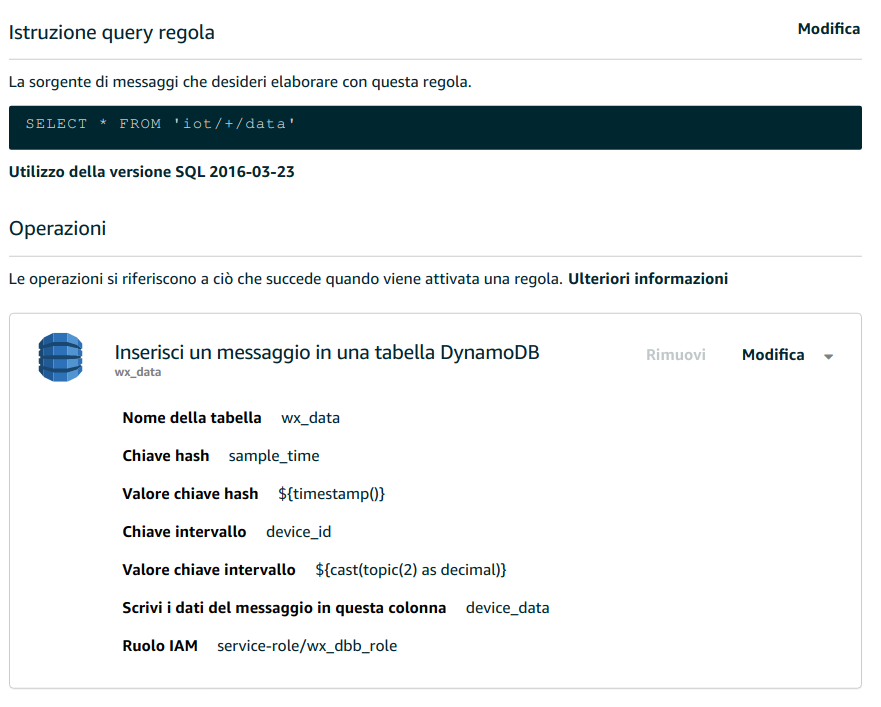 Istruzione query regola
Modifica
La sorgente di messaggi che desideri elaborare con questa regola.
SELECT * FROM 'iot/+/data'
Utilizzo della versione SQL 2016-03-23
Operazioni
Le operazioni si riferiscono a ciò che succede quando viene attivata una regola. Ulteriori informazioni
Inserisci un messaggio in una tabella DynamoDB
wx_data
Rimuovi
Modifica
Nome della tabella wx_data
Chiave hash sample_time
Valore chiave hash ${timestamp()}
Chiave intervallo device_id
Valore chiave intervallo ${cast(topic(2) as decimal)}
Scrivi i dati del messaggio in questa colonna device_data
Ruolo IAM service-role/wx_dbb_role